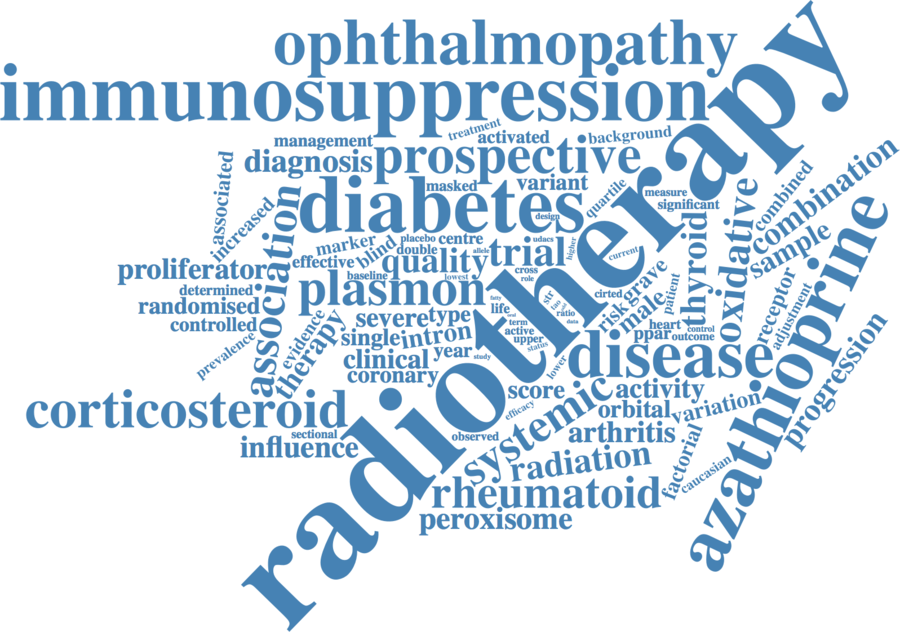 ophthalmopathy
immunosuppression
radiotherapy
treatment
management
activated
background
diagnosis
prospective
associated
masked
variant
quartile
measure
significant
combined
combination
increased
association
diabetes
design
oxidative
thyroid
sample
azathioprine
marker
blind
placebo
double
centre
allele
trial
udacs
higher
current
proliferator
effective
quality
baseline
lowest
cross
role
grave
patient
receptor
adjustment
determined
randomised
controlled
plasmon
fatty
life
str
cirted
risk
male
heart
control
ppar
outcome
prevalence
evidence
therapy
severe
type
term
active
upper
ratio
data
status
single
intron
clinical
year
study
coronary
lower
disease
progression
corticosteroid
score
activity
efficacy
systemic
orbital
variation
sectional
influence
observed
arthritis
factorial
caucasian
radiation
rheumatoid
peroxisome